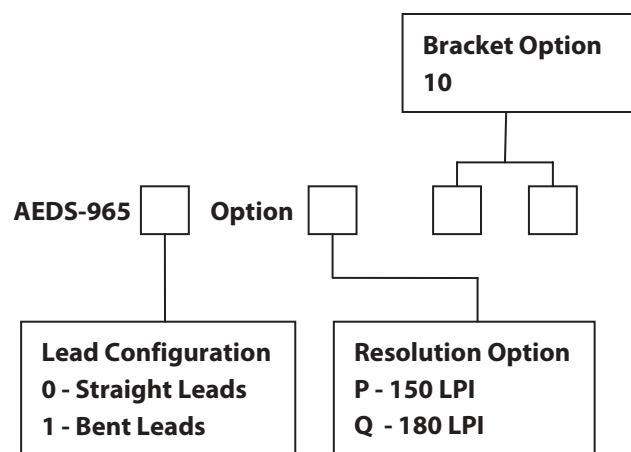 Bracket Option
10
AEDS-965 Option
Lead Configuration
0 - Straight Leads
1 - Bent Leads
Resolution Option
P - 150 LPI
Q - 180 LPI